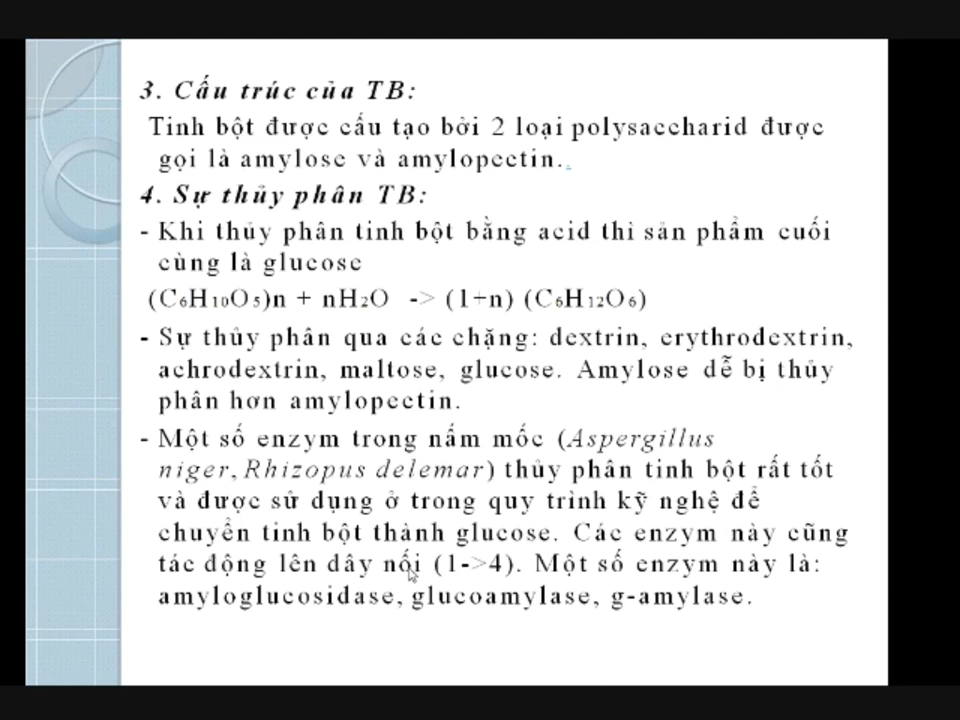 3. Cấu trúc của TB:
Tinh bột được cấu tạo bởi 2 loại polysaccharid được
gọi là amylose và amylopectin..
4. Sự thủy phân TB:
- Khi thủy phân tinh bột bằng acid thì sản phẩm cuối
cùng là glucose
(C6H10O5)n + nH2O -> (1+n) (C6H12O6)
- Sự thủy phân qua các chặng: dextrin, erythrodextrin,
achrodextrin, maltose, glucose. Amylose dễ bị thủy
phân hơn amylopectin.
- Một số enzym trong nấm mốc (Aspergillus
niger, Rhizopus delemar) thủy phân tinh bột rất tốt
và được sử dụng ở trong quy trình kỹ nghệ để
chuyển tinh bột thành glucose. Các enzym này cũng
tác động lên dây nối (1->4). Một số enzym này là:
amyloglucosidase, glucoamylase, g-amylase.